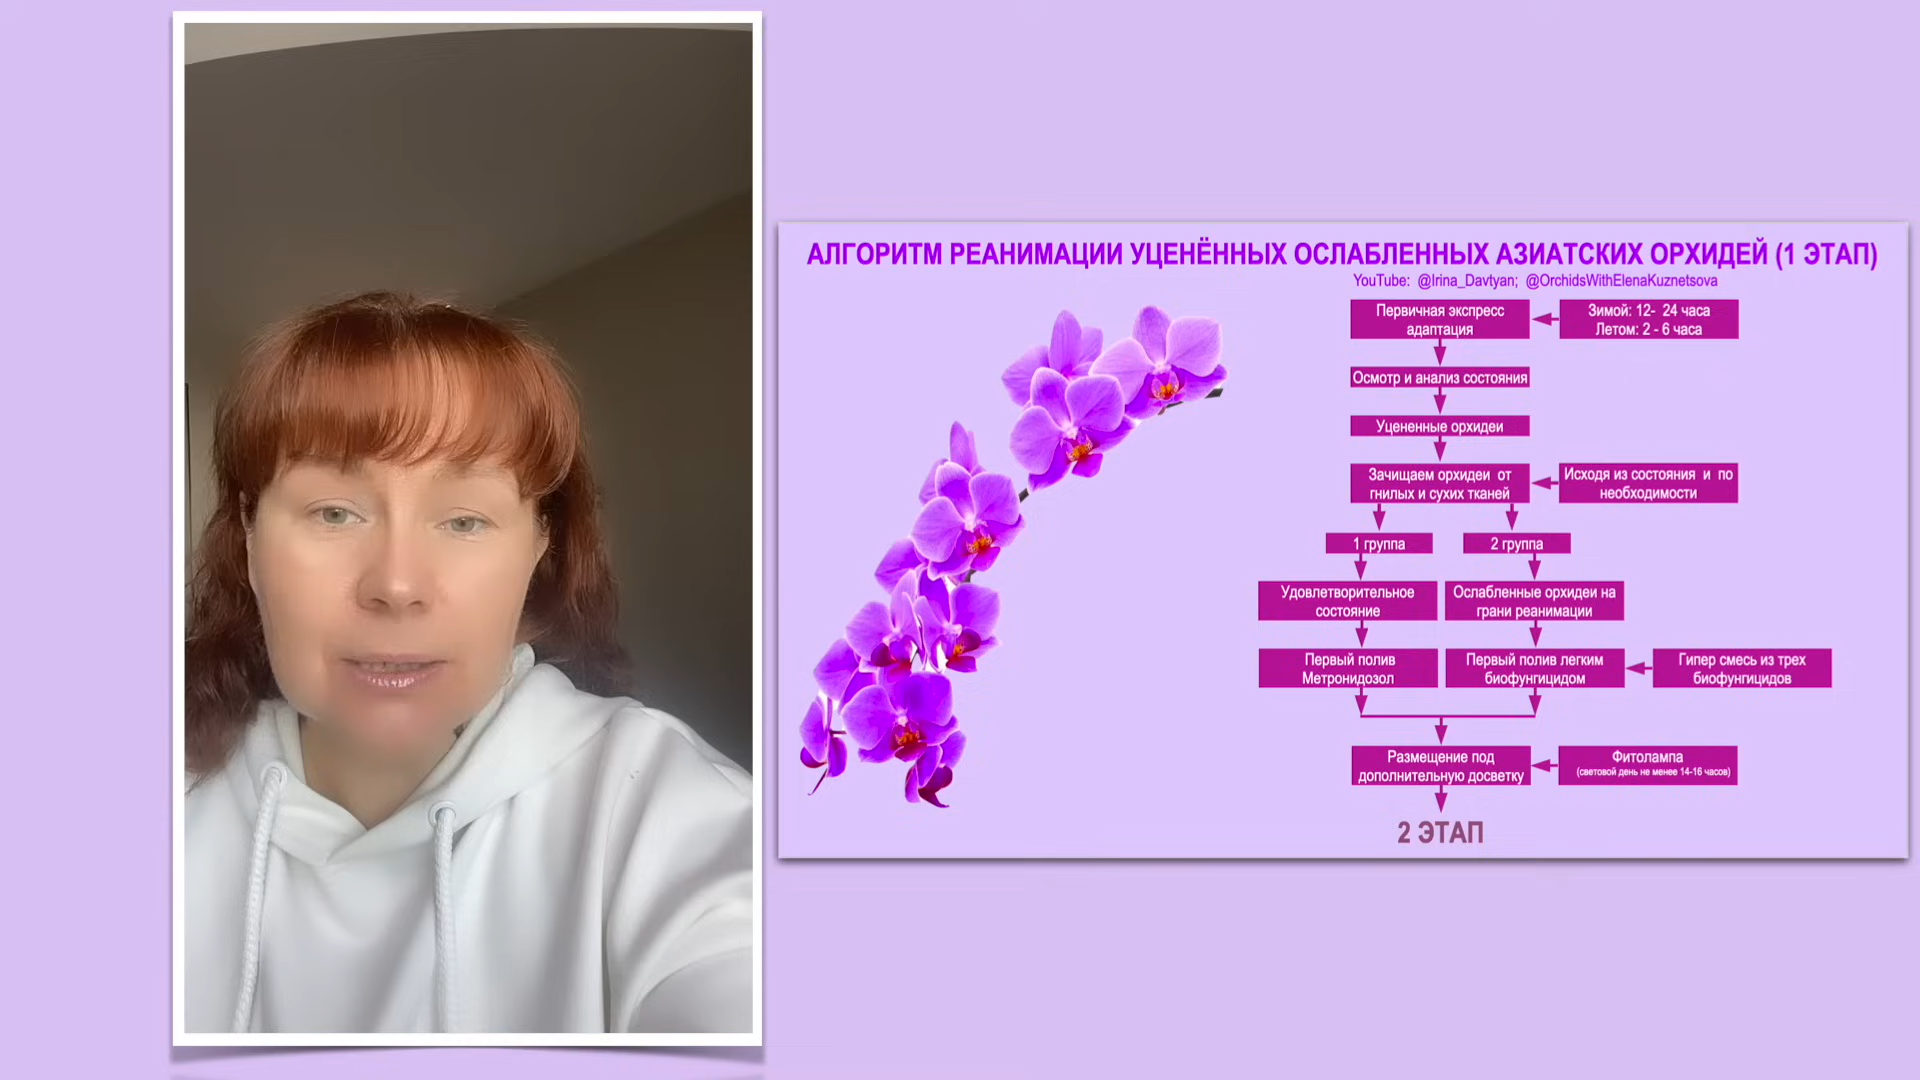 АЛГОРИТМ РЕАНИМАЦИИ УЦЕНЁННЫХ ОСЛАБЛЕННЫХ АЗИАТСКИХ ОРХИДЕЙ (1 ЭТАП)
YouTube: @Irina_Davtyan; @OrchidsWithElenaKuznetsova
Первичная экспресс
адаптация
Зимой: 12- 24 часа
Летом: 2 - 6 часа
Осмотр и анализ состояния
Уцененные орхидеи
Зачищаем орхидеи от
гнилых и сухих тканей
Исходя из состояния и по
необходимости
1 группа
2 группа
Удовлетворительное
состояние
Ослабленные орхидеи на
грани реанимации
Первый полив
Метронидозол
Первый полив легким
биофунгицидом
Гипер смесь из трех
биофунгицидов
Размещение под
дополнительную досветку
Фитолампа
(световой день не менее 14-16 часов)
2 ЭТАП